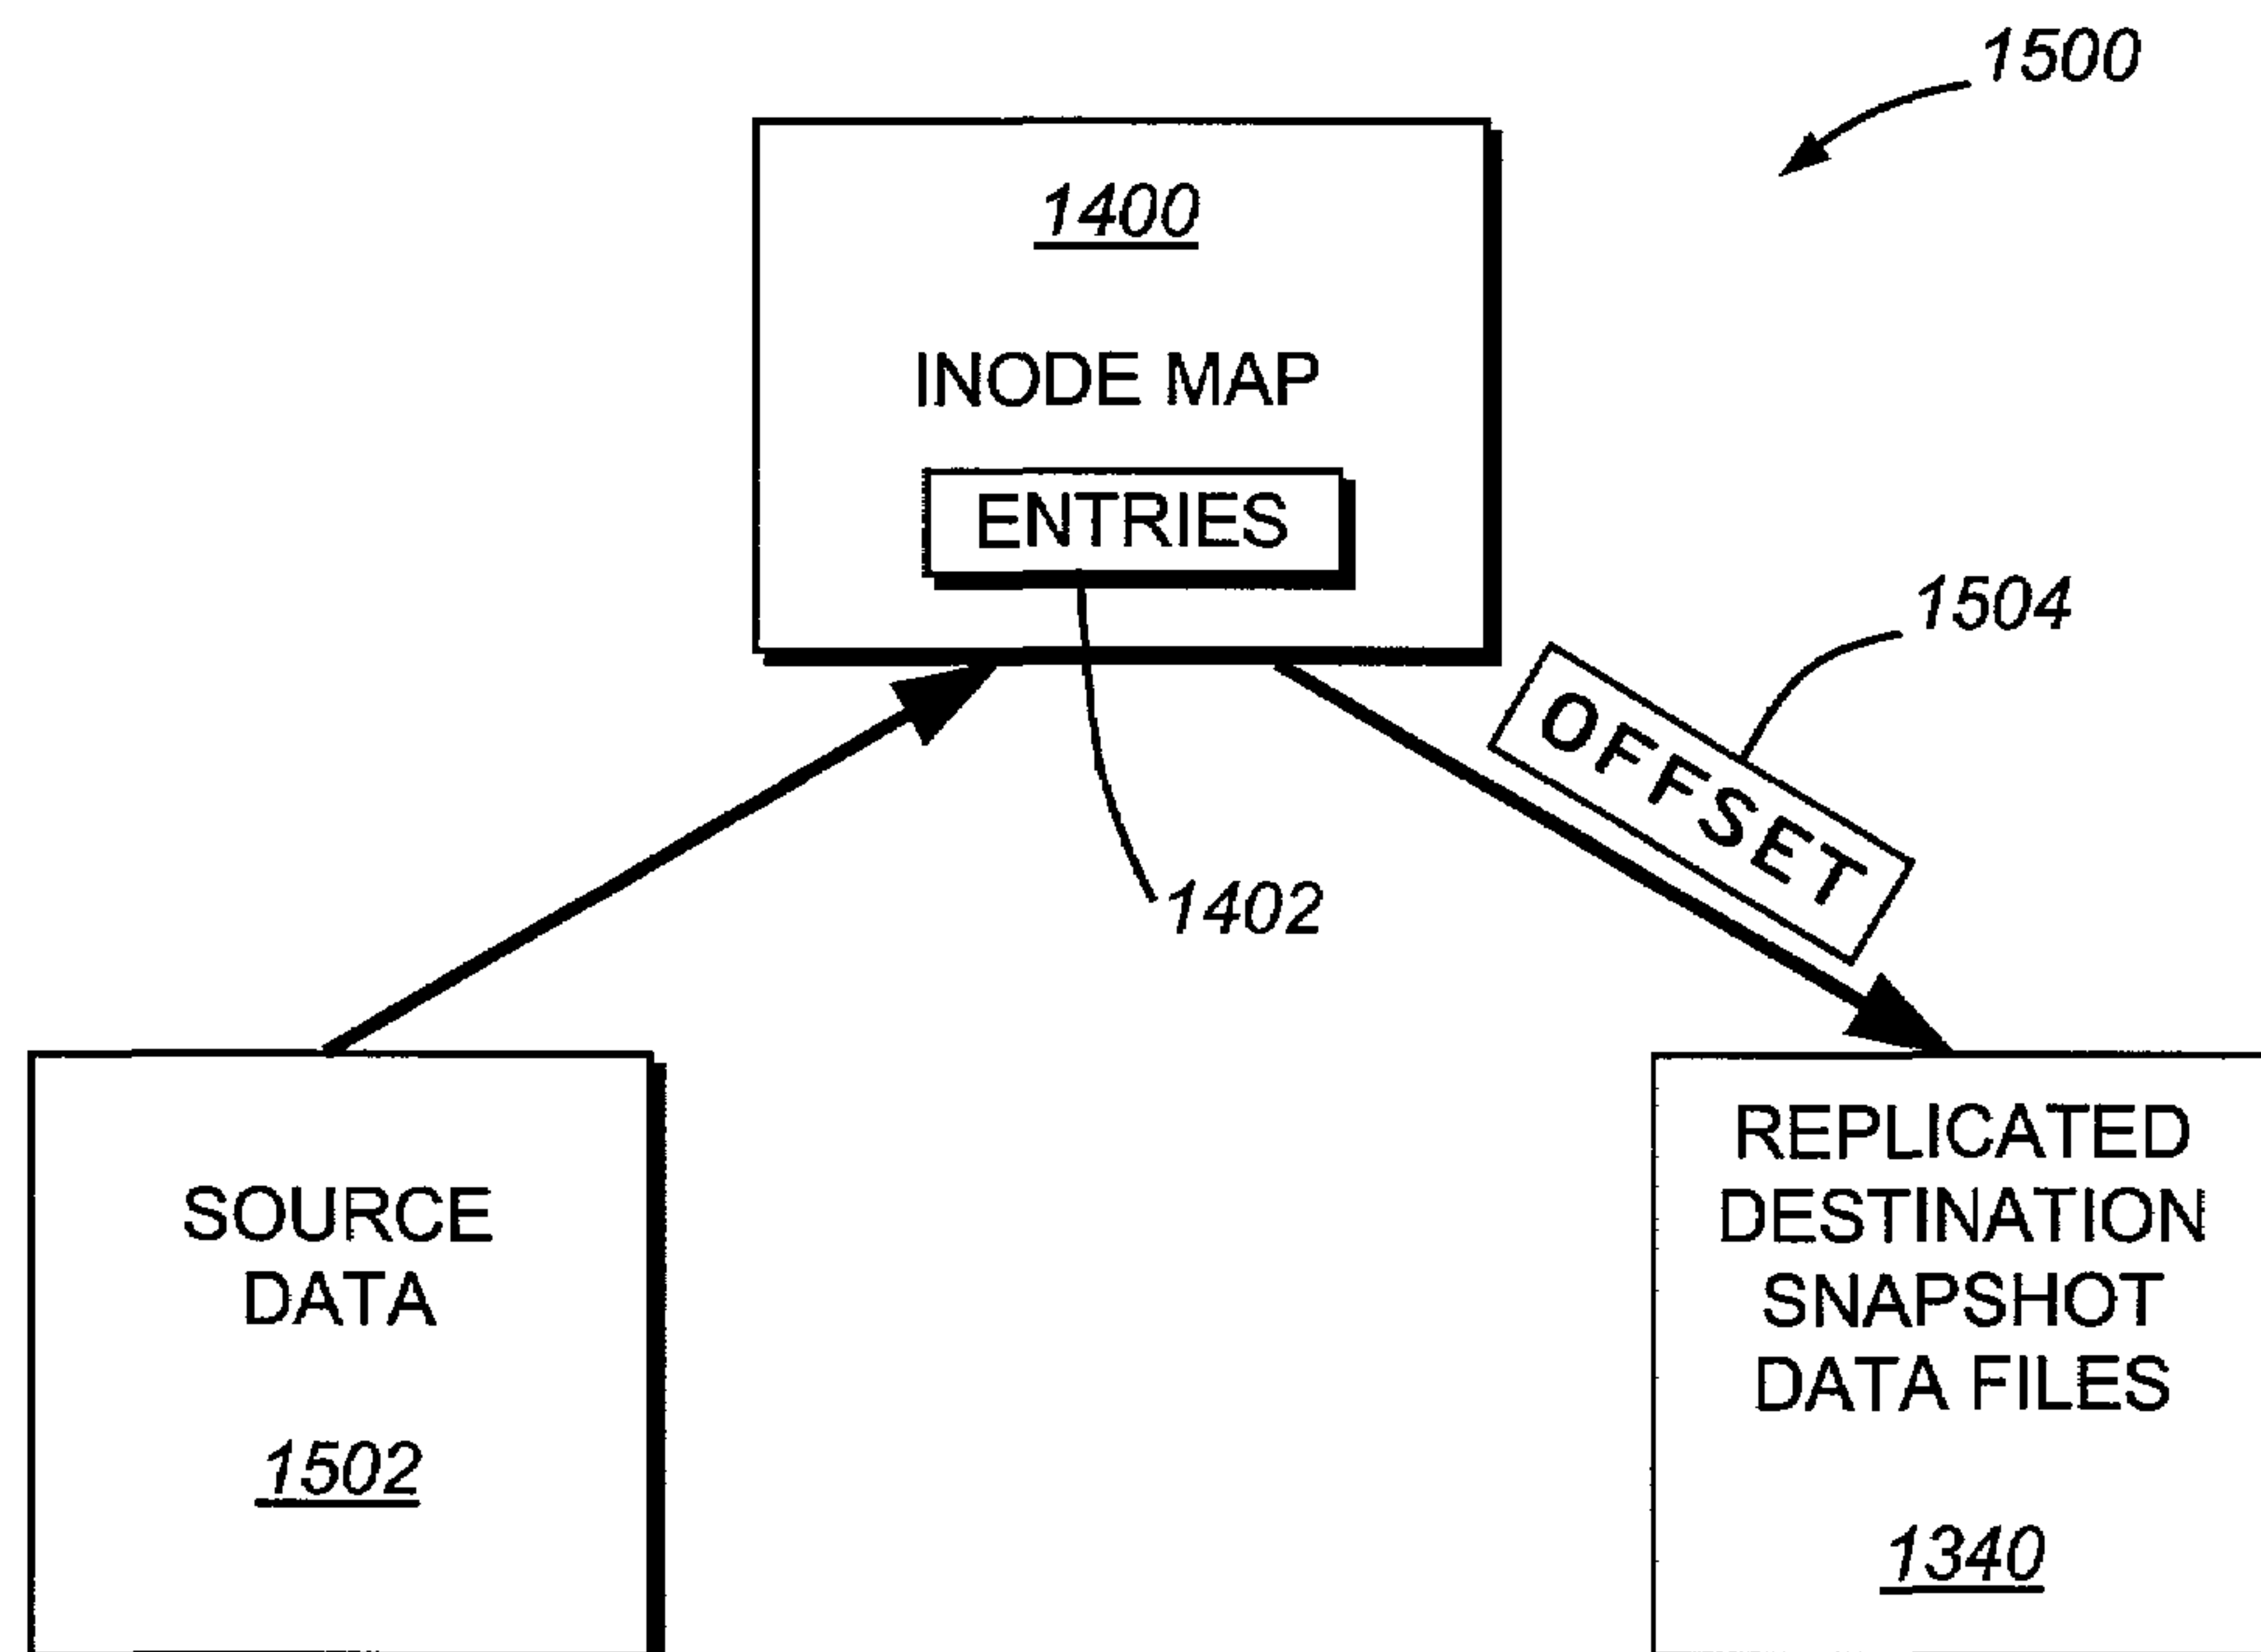 1500
1400
INODE MAP
ENTRIES
1504
OFFSET
1402
SOURCE
DATA
1502
REPLICATED
DESTINATION
SNAPSHOT
DATA FILES
1340